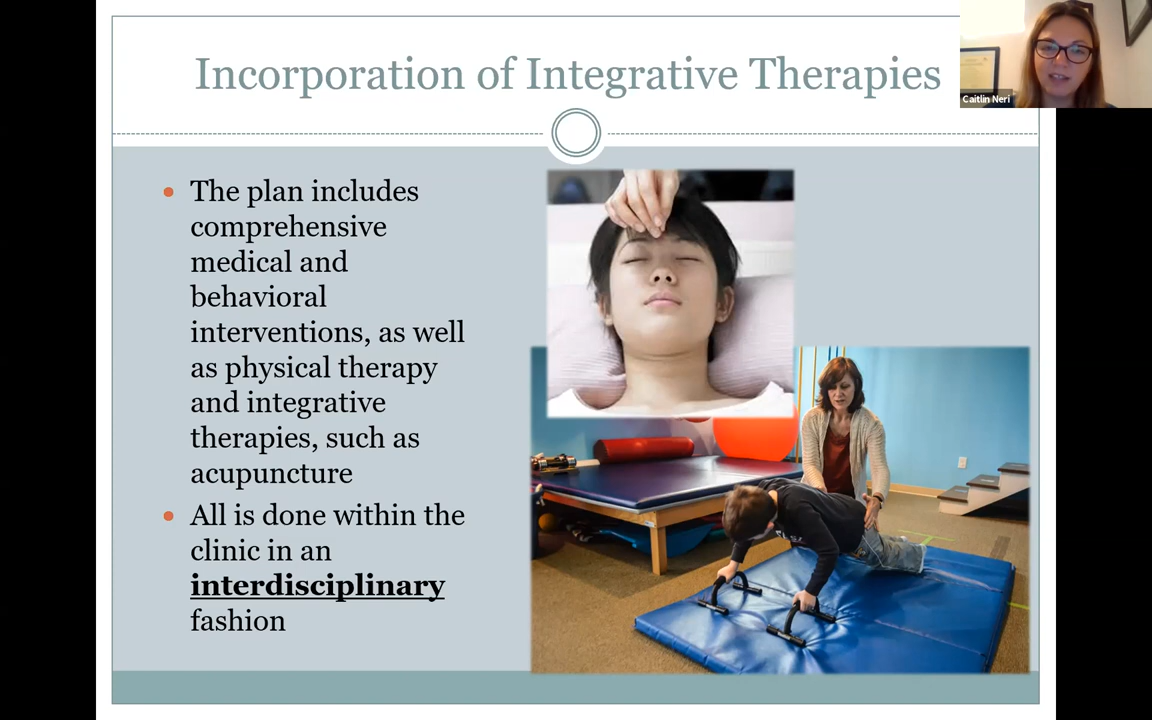 Incorporation of Integrative Therapies
Caitlin Neri
The plan includes
comprehensive
medical and
behavioral
interventions, as well
as physical therapy
and integrative
therapies, such as
acupuncture
All is done within the
clinic in an
interdisciplinary
fashion